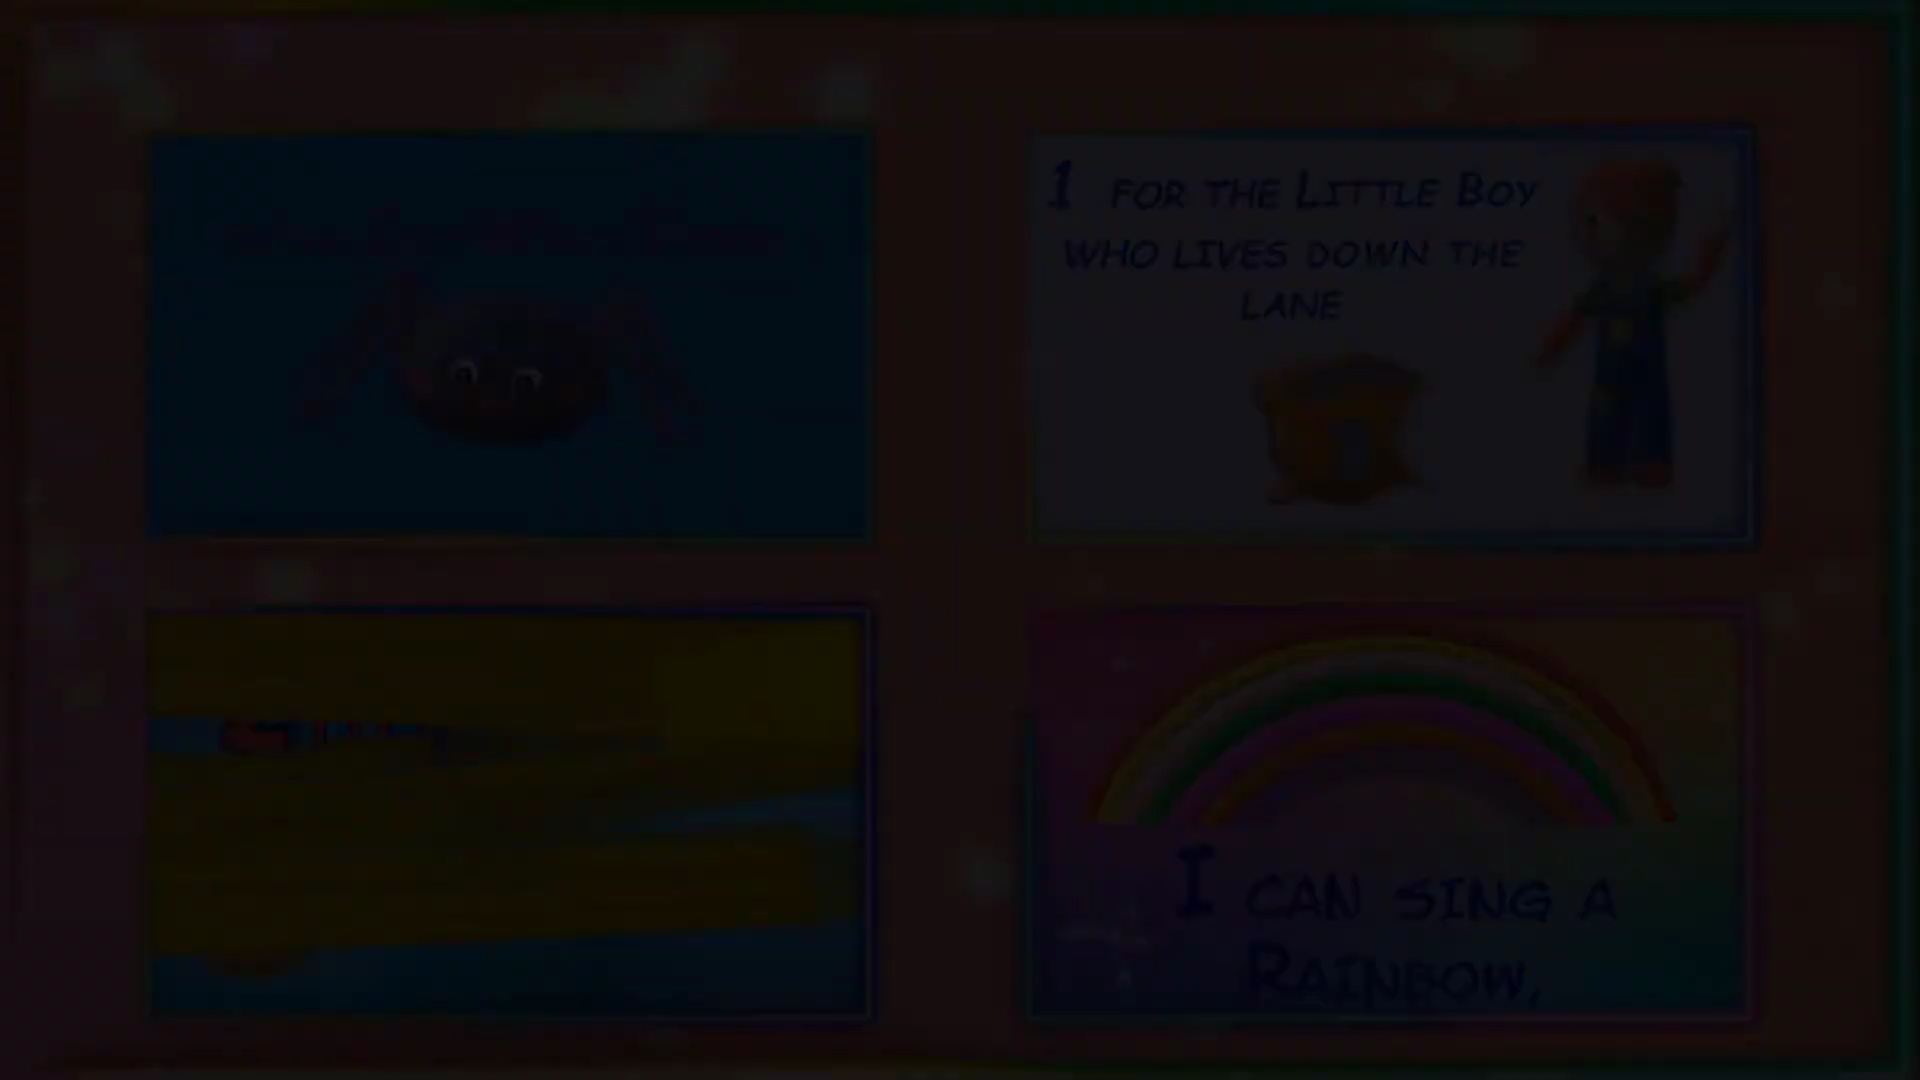 1 FOR THE LITTLE BOY
WHO LIVES DOWN THE
LANE
I CAN SING A
RAINBOW,